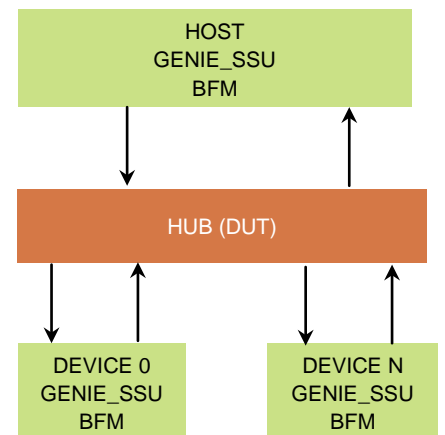 HOST
GENIE_SSU
BFM
HUB (DUT)
DEVICE 0
GENIE_SSU
BFM
DEVICE N
GENIE_SSU
BFM